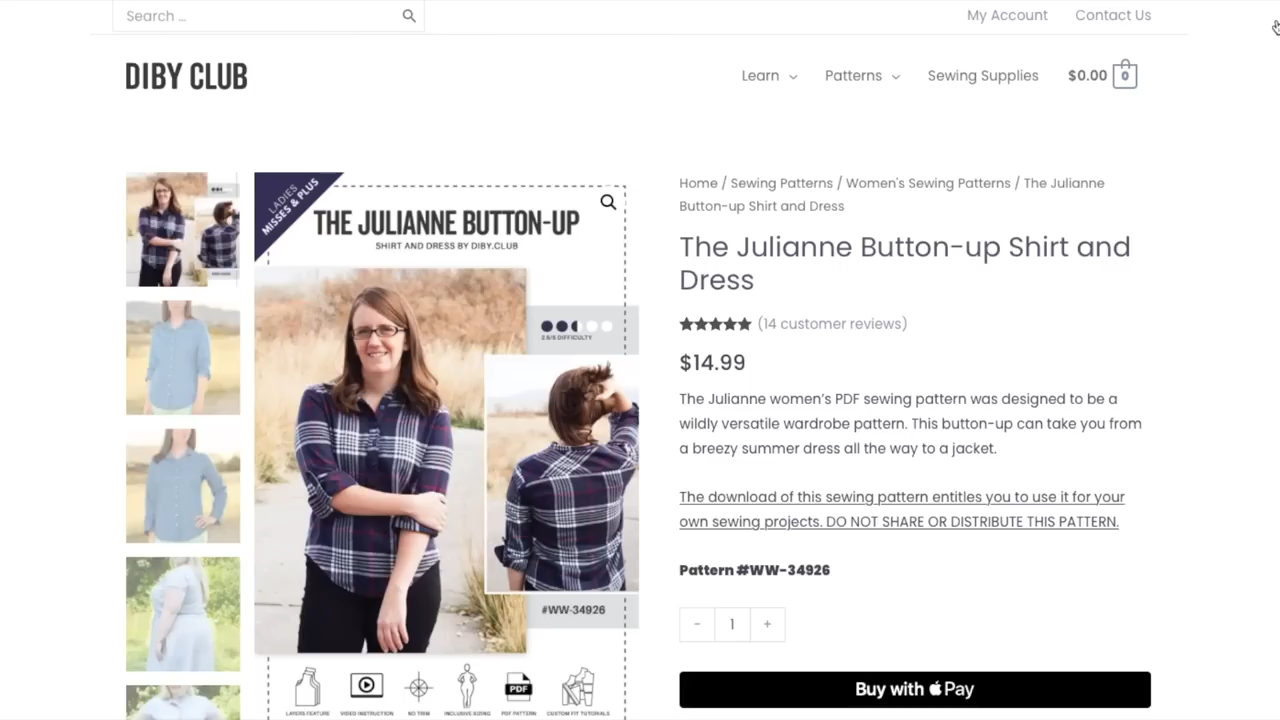 Search ...
My Account
Contact Us
DIBY CLUB
Learn
Patterns
Sewing Supplies
$0.00
0
LADIES
MISSES & PLUS
THE JULIANNE BUTTON-UP
SHIRT AND DRESS BY DIBY.CLUB
2.5/5 DIFFICULTY
#WW-34926
LAYERS FEATURE
VIDEO INSTRUCTION
NO TRIM
INCLUSIVE SIZING
PDF
PDF PATTERN
CUSTOM FIT TUTORIALS
Home / Sewing Patterns / Women's Sewing Patterns / The Julianne
Button-up Shirt and Dress
The Julianne Button-up Shirt and
Dress
(14 customer reviews)
$14.99
The Julianne women's PDF sewing pattern was designed to be a
wildly versatile wardrobe pattern. This button-up can take you from
a breezy summer dress all the way to a jacket.
The download of this sewing pattern entitles you to use it for your
own sewing projects. DO NOT SHARE OR DISTRIBUTE THIS PATTERN.
Pattern #WW-34926
- 1 +
Buy with Pay